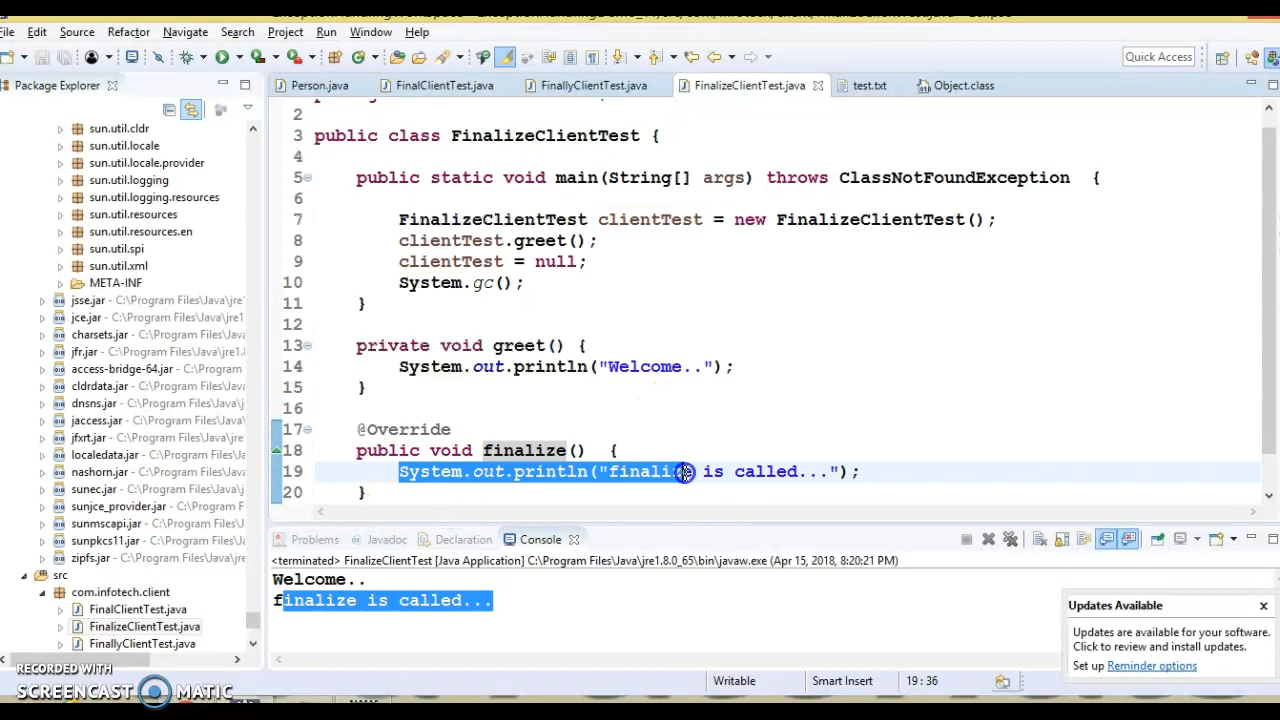 File Edit Source Refactor Navigate Search Project Run Window Help
Quick Access
Package Explorer
Person.java FinalClientTest.java FinallyClientTest.java FinalizeClientTest.java test.txt Object.class
sun.util.cldr
sun.util.locale
sun.util.locale.provider
sun.util.logging
sun.util.logging.resources
sun.util.resources
sun.util.resources.en
sun.util.spi
sun.util.xml
META-INF
jsse.jar - C:\Program Files\Java\jre1
jce.jar - C:\Program Files\Java\jre1.
charsets.jar - C:\Program Files\Java\
jfr.jar - C:\Program Files\Java\jre1.8
access-bridge-64.jar - C:\Program Fi
cldrdata.jar - C:\Program Files\Java\
dnsns.jar - C:\Program Files\Java\jre
jaccess.jar - C:\Program Files\Java\jr
jfxrt.jar - C:\Program Files\Java\jre1
localedata.jar - C:\Program Files\Jav
nashorn.jar - C:\Program Files\Java\
sunec.jar - C:\Program Files\Java\jre
sunjce_provider.jar - C:\Program File
sunmscapi.jar - C:\Program Files\Jav
sunpkcs11.jar - C:\Program Files\Jav
zipfs.jar - C:\Program Files\Java\jre1
src
com.infotech.client
FinalClientTest.java
FinalizeClientTest.java
FinallyClientTest.java
2
3 public class FinalizeClientTest {
4
5 public static void main(String[] args) throws ClassNotFoundException {
6
7 FinalizeClientTest clientTest = new FinalizeClientTest();
8 clientTest.greet();
9 clientTest = null;
10 System.gc();
11 }
12
13 private void greet() {
14 System.out.println("Welcome..");
15 }
16
17 @Override
18 public void finalize() {
19 System.out.println("finalize is called...");
20 }
Problems Javadoc Declaration Console
<terminated> FinalizeClientTest [Java Application] C:\Program Files\Java\jre1.8.0_65\bin\javaw.exe (Apr 15, 2018, 8:20:21 PM)
Welcome..
finalize is called...
Updates Available
Updates are available for your software.
Click to review and install updates.
Set up Reminder options
Writable Smart Insert 19 : 36
RECORDED WITH
SCREENCAST MATIC